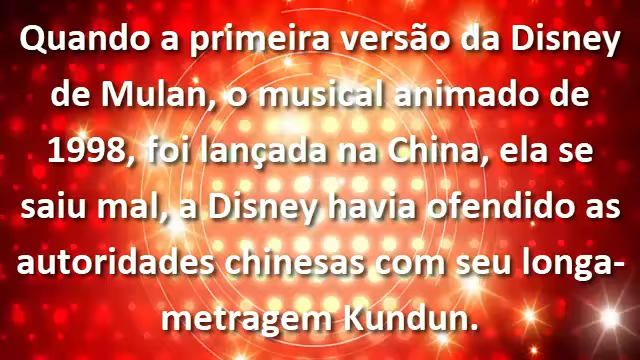 Quando a primeira versão da Disney
de Mulan, o musical animado de
1998, foi lançada na China, ela se
saiu mal, a Disney havia ofendido as
autoridades chinesas com seu longa-
metragem Kundun.